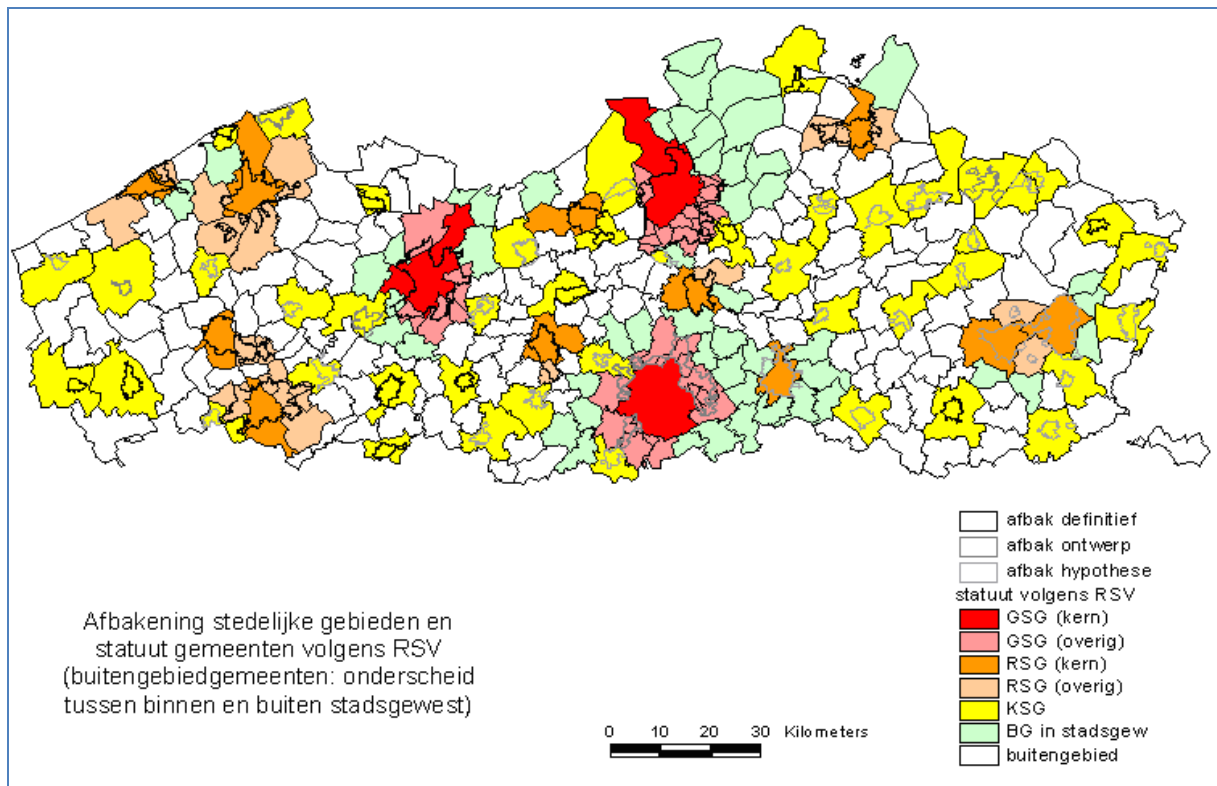 afbak definitief
afbak ontwerp
afbak hypothese
statuut volgens RSV
GSG (kern)
GSG (overig)
RSG (kern)
RSG (overig)
KSG
BG in stadsgew
buitengebied
Afbakening stedelijke gebieden en
statuut gemeenten volgens RSV
(buitengebiedgemeenten: onderscheid
tussen binnen en buiten stadsgewest)
0 10 20 30 Kilometers